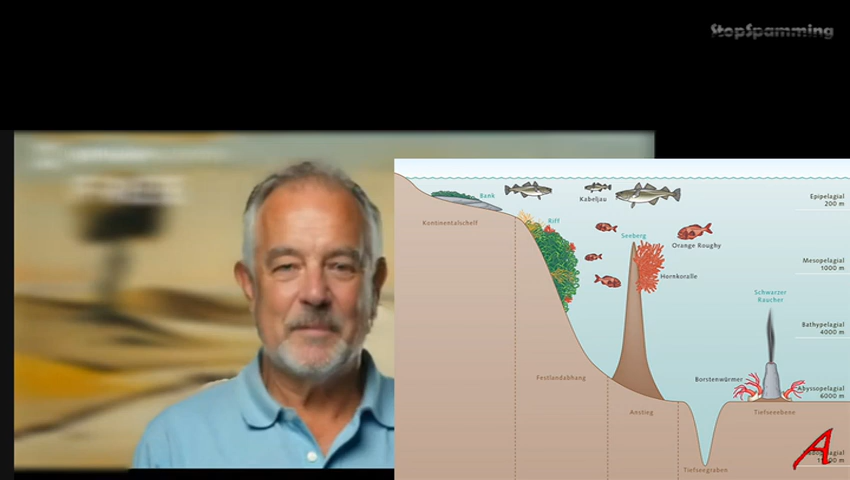 StopSpamming
Epipelagial
200 m
Bank
Kabeljau
Kontinentalschelf
Riff
Seeberg
Orange Roughy
Mesopelagial
1000 m
Hornkoralle
Schwarzer
Raucher
Bathypelagial
4000 m
Festlandabhang
Borstenwürmer
Abyssopelagial
6000 m
Anstieg
Tiefseeebene
Tiefseegraben
A